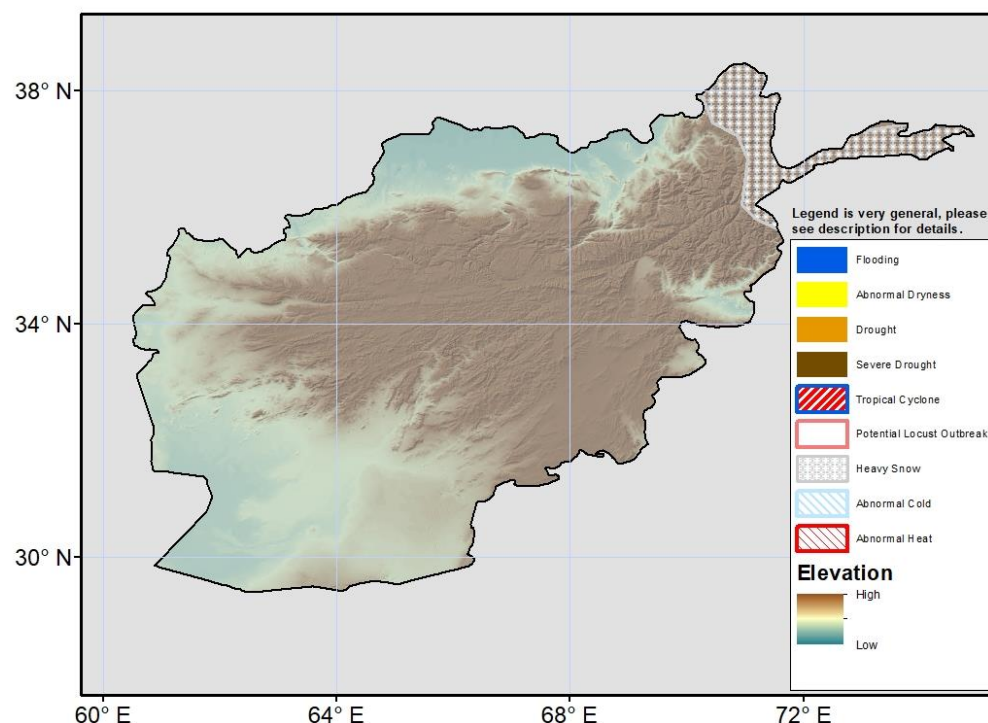 38° N
34° N
30° N
60° E
64° E
68° E
72° E
Legend is very general, please
see description for details.
Flooding
Abnormal Dryness
Drought
Severe Drought
Tropical Cyclone
Potential Locust Outbreak
Heavy Snow
Abnormal Cold
Abnormal Heat
Elevation
High
Low